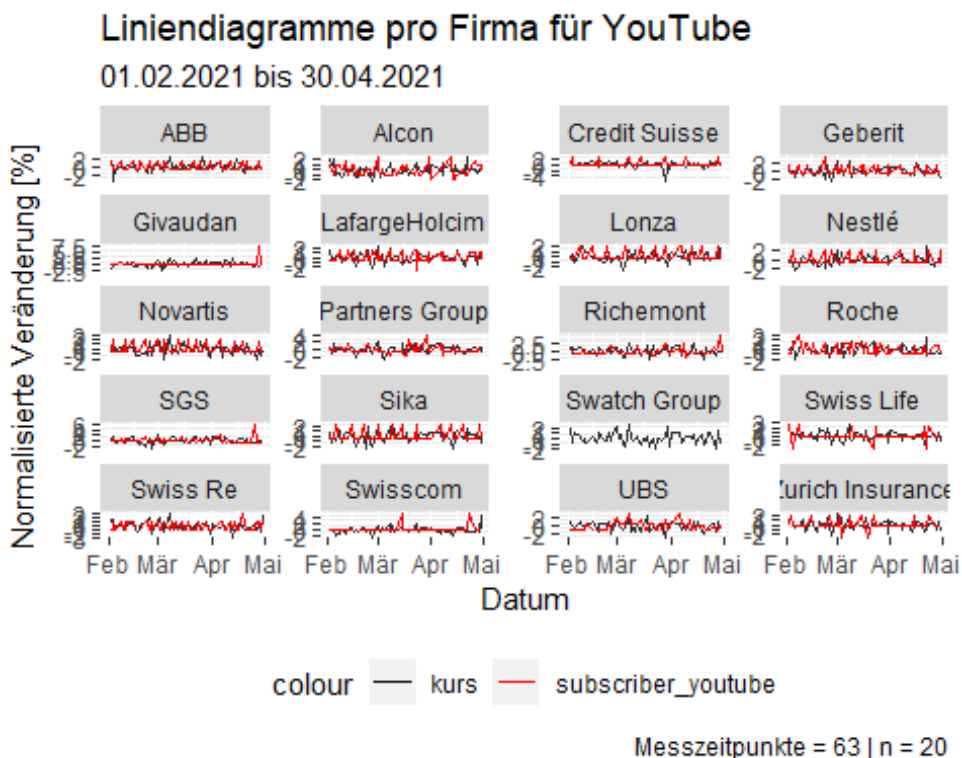 Liniendiagramme pro Firma für YouTube
01.02.2021 bis 30.04.2021
Normalisierte Veränderung [%]
ABB Alcon Credit Suisse Geberit
Givaudan LafargeHolcim Lonza Nestlé
Novartis Partners Group Richemont Roche
SGS Sika Swatch Group Swiss Life
Swiss Re Swisscom UBS Zurich Insurance
Feb Mär Apr Mai Feb Mär Apr Mai Feb Mär Apr Mai Feb Mär Apr Mai
Datum
colour kurs subscriber_youtube
Messzeitpunkte = 63 | n = 20